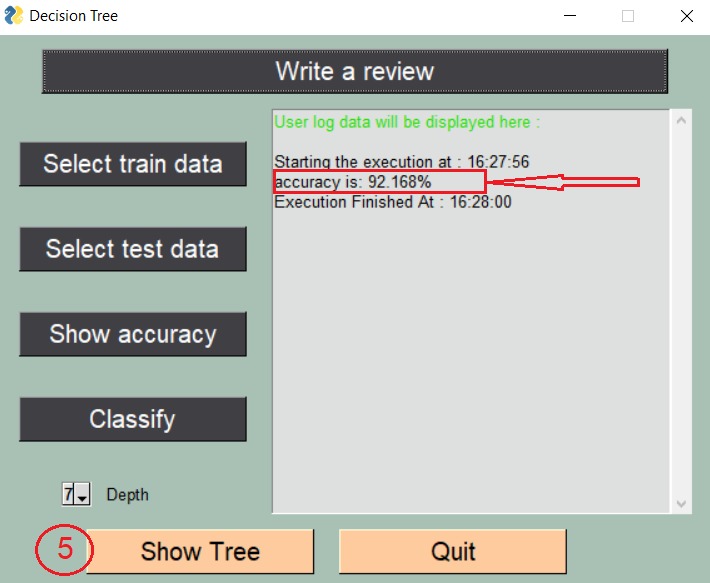 Decision Tree
Write a review
User log data will be displayed here :
Select train data
Starting the execution at : 16:27:56
accuracy is: 92.168%
Execution Finished At : 16:28:00
Select test data
Show accuracy
Classify
7 Depth
5 Show Tree
Quit